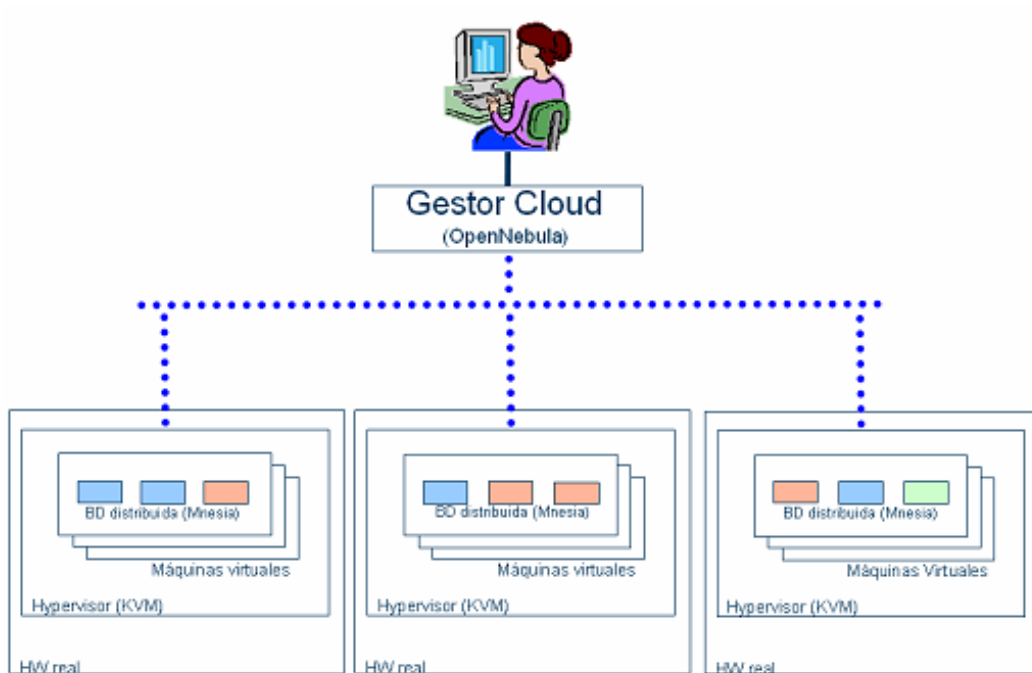 Gestor Cloud
(OpenNebula)
BD distribuida (Mnesia)
Máquinas virtuales
Hypervisor (KVM)
HW real
BD distribuida (Mnesia)
Máquinas virtuales
Hypervisor (KVM)
HW real
BD distribuida (Mnesia)
Máquinas Virtuales
Hypervisor (KVM)
HW real